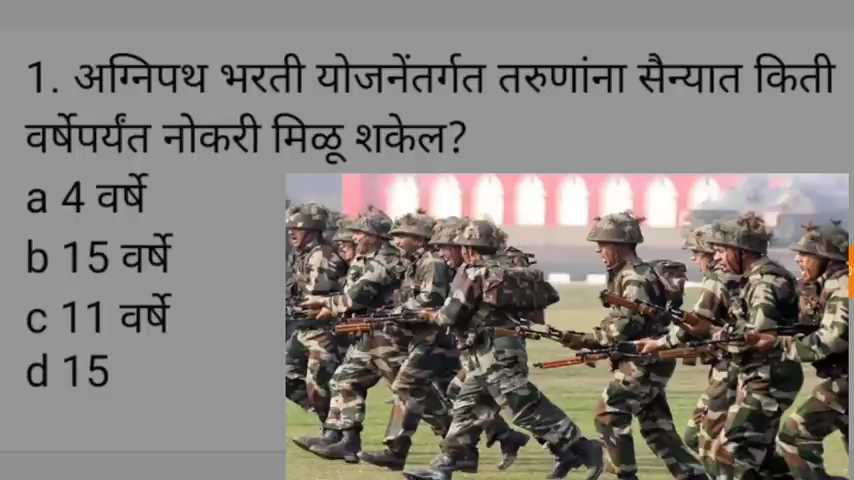 1. अग्निपथ भरती योजनेंतर्गत तरुणांना सैन्यात किती
वर्षेपर्यंत नोकरी मिळू शकेल?
a 4 वर्षे
b 15 वर्षे
c 11 वर्षे
d 15